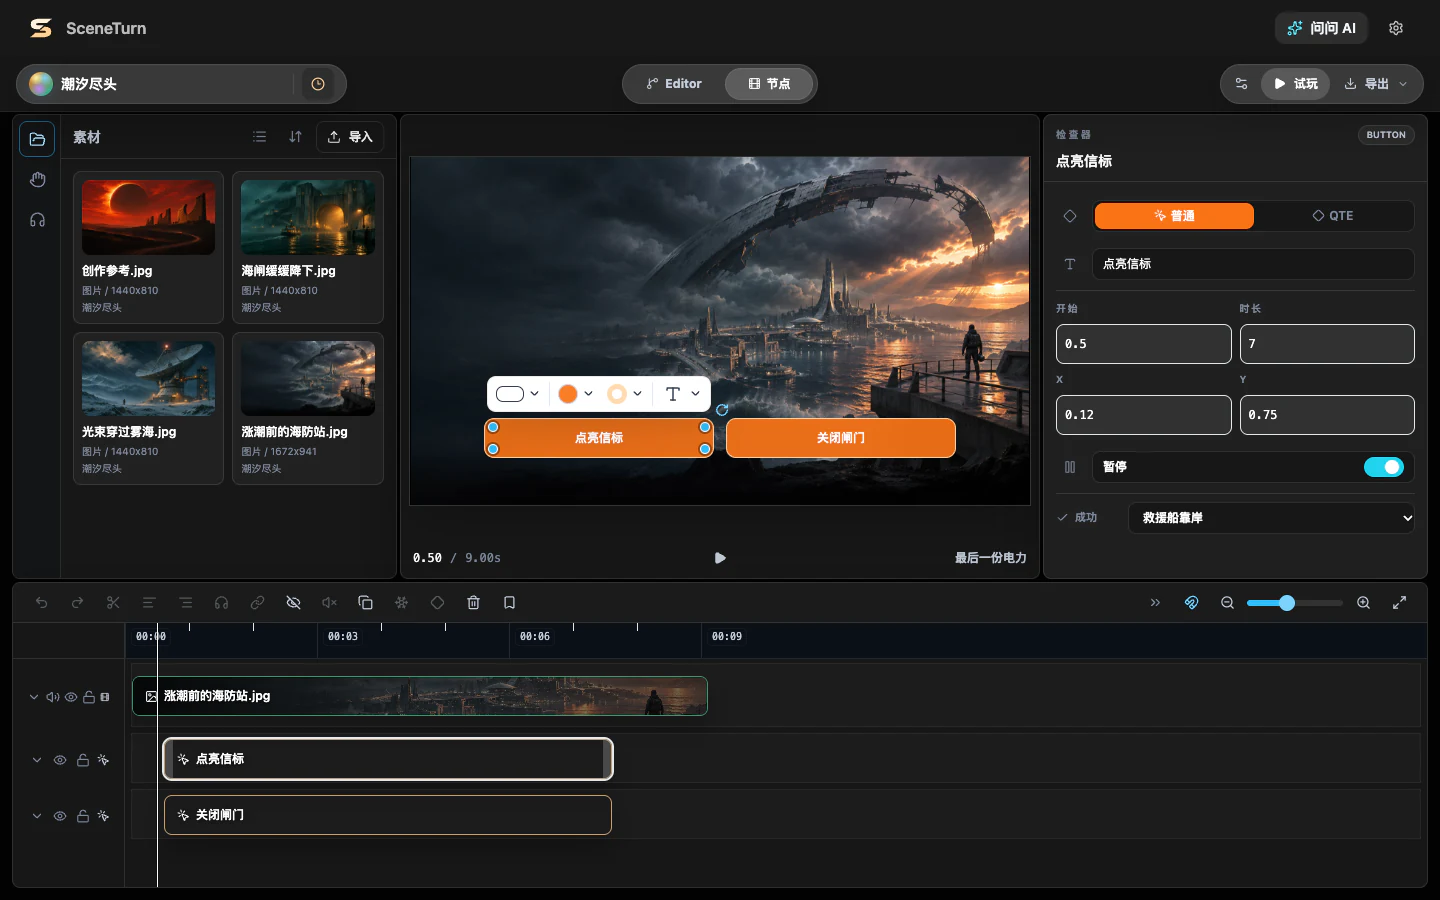 SceneTurn
问问 AI
潮汐尽头
Editor
节点
试玩
导出
素材
导入
创作参考.jpg
图片 / 1440x810
潮汐尽头
海闸缓缓降下.jpg
图片 / 1440x810
潮汐尽头
光束穿过雾海.jpg
图片 / 1440x810
潮汐尽头
涨潮前的海防站.jpg
图片 / 1672x941
潮汐尽头
点亮信标
关闭闸门
0.50 / 9.00s
最后一份电力
检查器
BUTTON
点亮信标
普通
QTE
点亮信标
开始
时长
0.5
7
X
Y
0.12
0.75
暂停
成功
救援船靠岸
00:00
00:03
00:06
00:09
涨潮前的海防站.jpg
点亮信标
关闭闸门